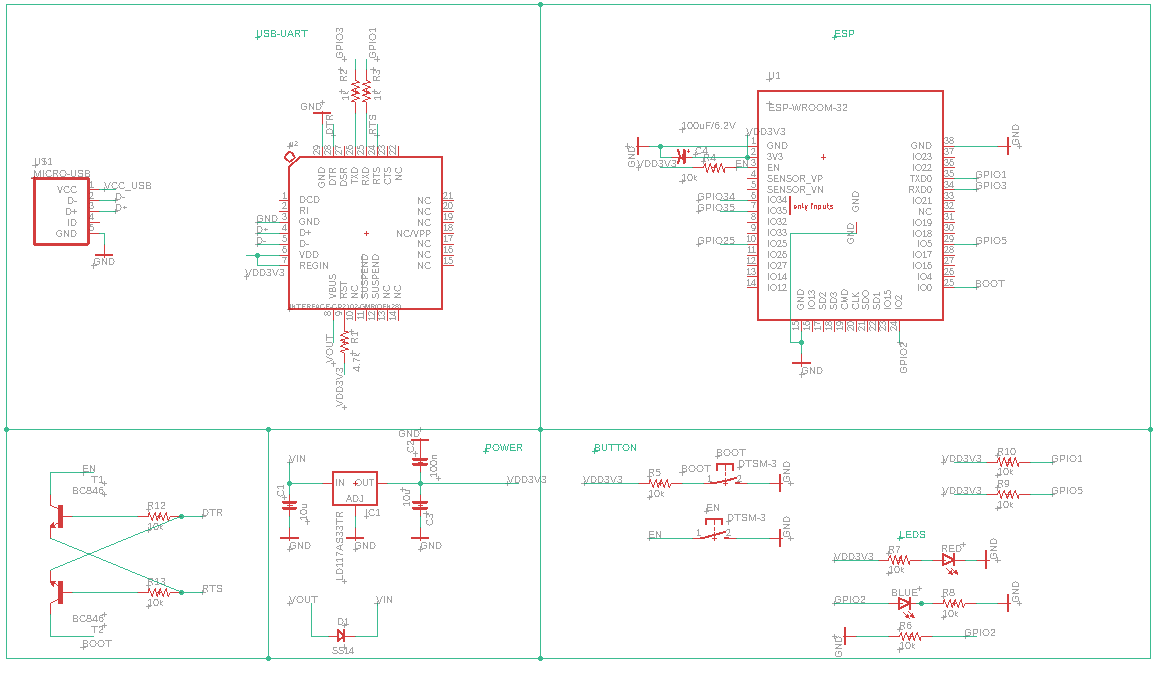 USB-UART
GPIO3
GPIO1
R2
R3
1k
1k
GND
DTR
RTS
U2
29
28
27
26
25
24
23
22
GND
DTR
DSR
TXD
RXD
RTS
CTS
NC
U$1
MICRO-USB
VCC 1 VCC_USB
D- 2 D-
D+ 3 D+
ID 4
GND 5
GND
1 DCD
2 RI
GND 3 GND
D+ 4 D+
D- 5 D-
6 VDD
7 REGIN
VDD3V3
NC 21
NC 20
NC 19
NC/VPP 18
NC 17
NC 16
NC 15
VBUS
RST
NC
SUSPEND
SUSPEND
NC
NC
8
9
10
11
12
13
14
VOUT
R1
4.7k
VDD3V3
ESP
U1
ESP-WROOM-32
100uF/6.2V
VDD3V3
GND
C4
VDD3V3
R4
EN
10k
1 GND
2 3V3
3 EN
4 SENSOR_VP
5 SENSOR_VN
GPIO34 6 IO34
GPIO35 7 IO35
only inputs
8 IO32
9 IO33
GPIO25 10 IO25
11 IO26
12 IO27
13 IO14
14 IO12
GND
GND
GND 38
GND
IO23 37
IO22 36
TXD0 35 GPIO1
RXD0 34 GPIO3
IO21 33
NC 32
IO19 31
IO18 30
IO5 29 GPIO5
IO17 28
IO16 27
IO4 26
IO0 25 BOOT
GND
IO13
SD2
SD3
CMD
CLK
SD0
SD1
IO15
IO2
15
16
17
18
19
20
21
22
23
24
GND
GPIO2
EN
T1
BC846
R12
10k
DTR
R13
10k
RTS
BC846
T2
BOOT
POWER
VIN
C1
10u
GND
IN OUT
ADJ
IC1
LD117AS33TR
GND
GND
C2
100n
10u
C3
GND
VDD3V3
VOUT
VIN
D1
SS14
BUTTON
VDD3V3
R5
10k
BOOT
BOOT
DTSM-3
1 2
GND
EN
DTSM-3
EN
1 2
GND
VDD3V3
R10
10k
GPIO1
VDD3V3
R9
10k
GPIO5
LEDS
VDD3V3
R7
10k
RED
GND
GPIO2
BLUE
R8
10k
GND
GND
R6
10k
GPIO2